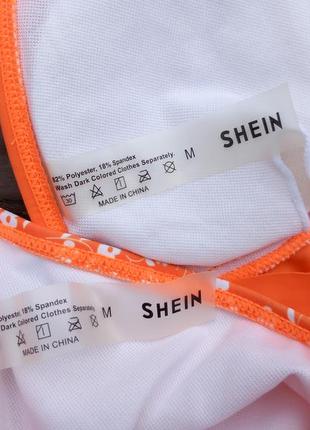 82% Polyester, 18% Spandex
Wash Dark Colored Clothes Separately.
30
M
SHEIN
MADE IN CHINA
Polyester, 18% Spandex
Dark Colored Clothes Separately.
M
SHEIN
MADE IN CHINA